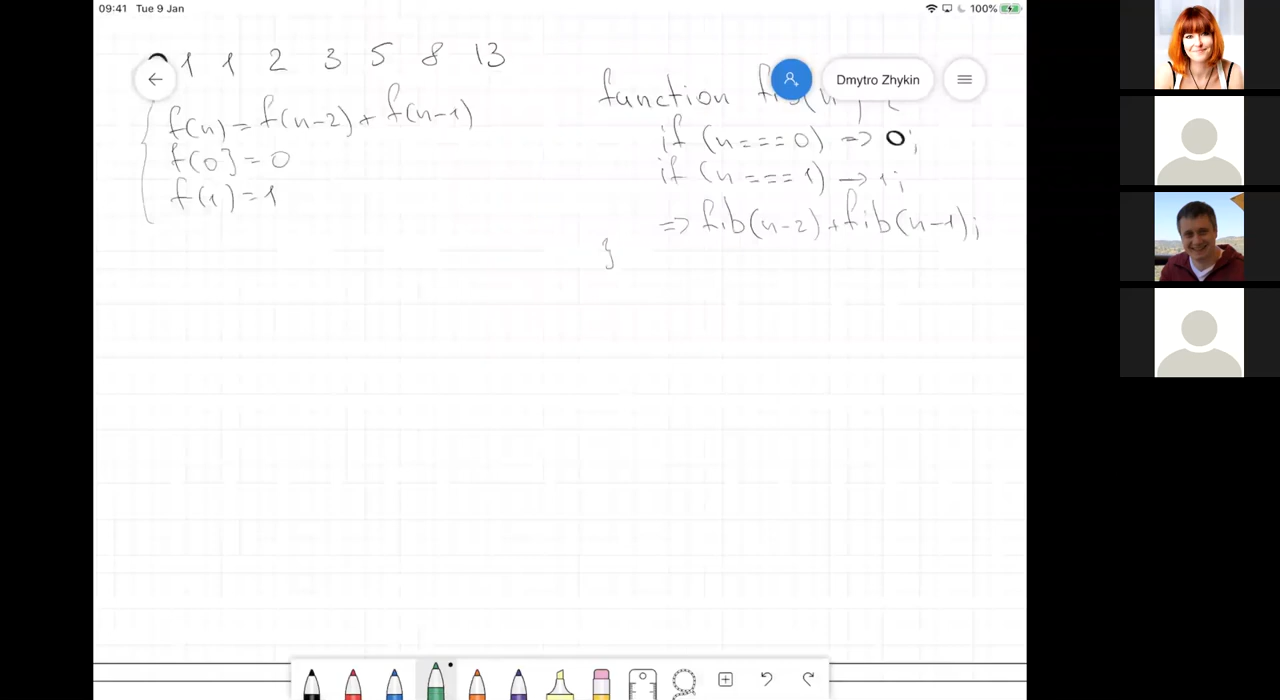 09:41 Tue 9 Jan
100%
1 1 2 3 5 8 13
Dmytro Zhykin
f(n) = f(n-2) + f(n-1)
f(0] = 0
f(1) = 1
function
if (n===0) => 0;
if (n===1) → 1;
=> fib(n-2)+fib(n-1);
}